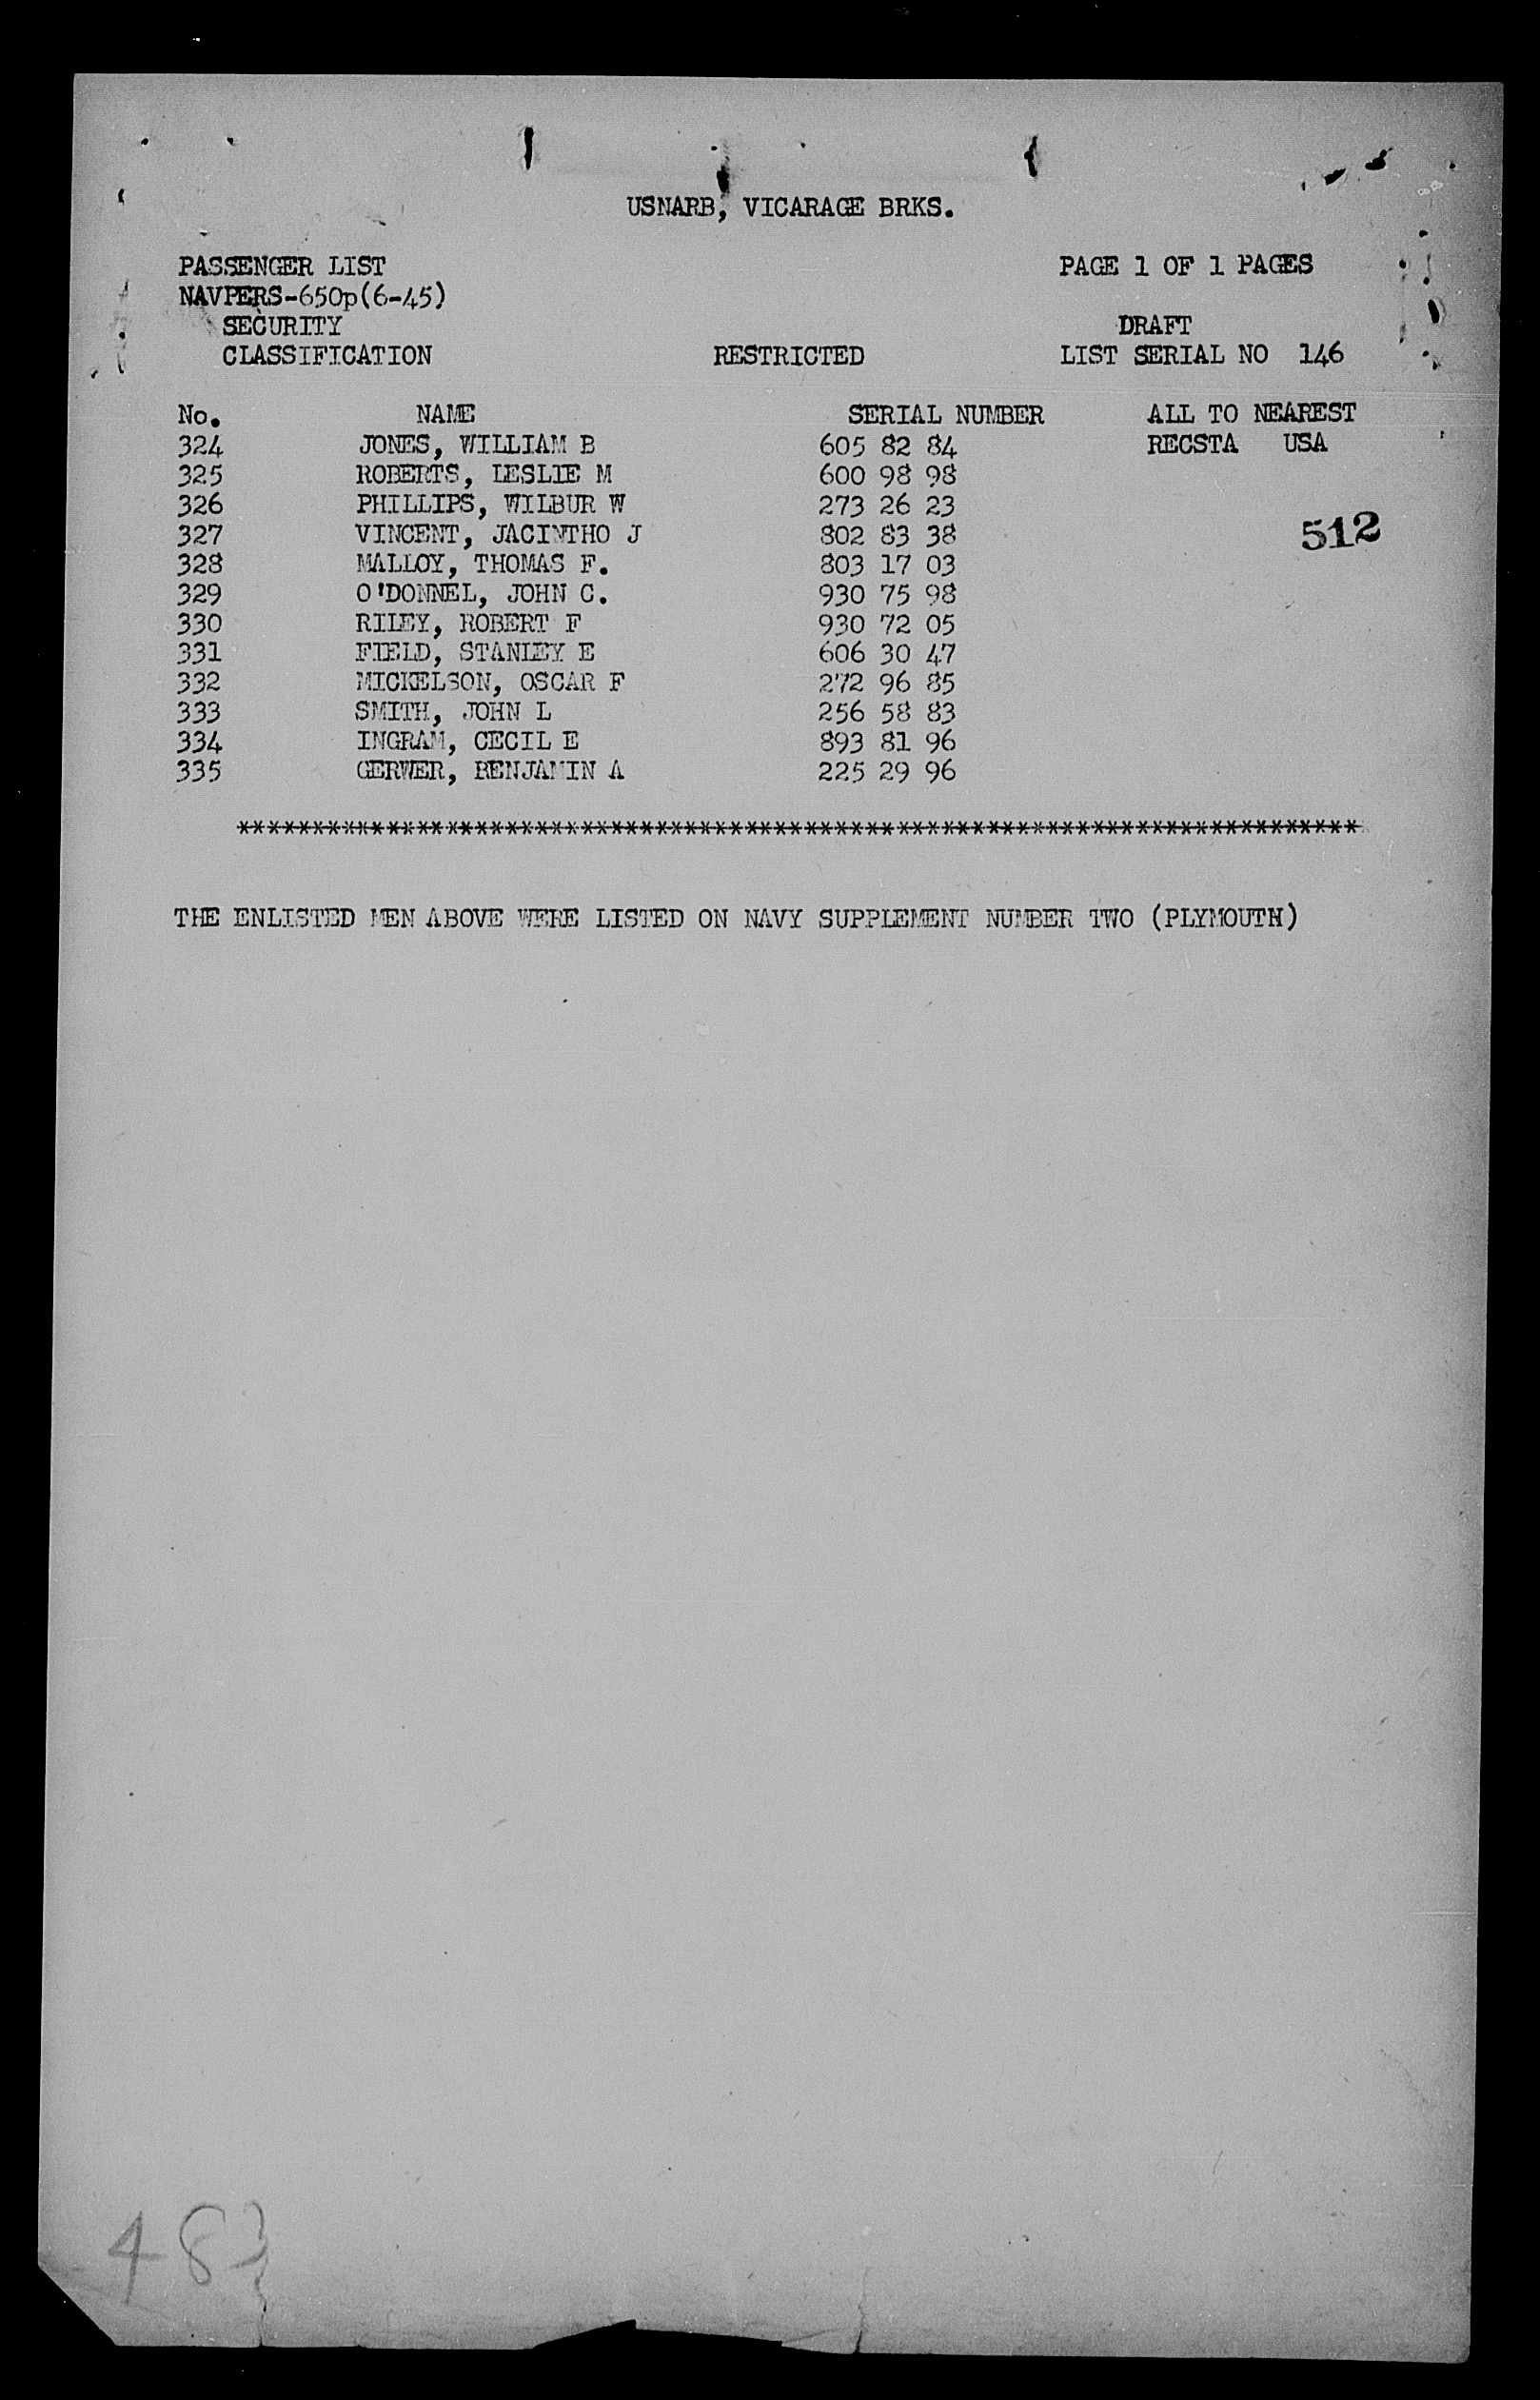 USNARB, VICARAGE BRKS.
PASSENGER LIST PAGE 1 OF 1 PAGES
NAVPERS-650p(6-45)
SECURITY DRAFT
CLASSIFICATION RESTRICTED LIST SERIAL NO 146
No. NAME SERIAL NUMBER ALL TO NEAREST
324 JONES, WILLIAM B 605 82 84 RECSTA USA
325 ROBERTS, LESLIE M 600 98 98
326 PHILLIPS, WILBUR W 273 26 23
327 VINCENT, JACINTHO J 802 83 38 512
328 MALLOY, THOMAS F. 803 17 03
329 O'DONNEL, JOHN C. 930 75 98
330 RILEY, ROBERT F 930 72 05
331 FIELD, STANLEY E 606 30 47
332 MICKELSON, OSCAR F 272 96 85
333 SMITH, JOHN L 256 58 83
334 INGRAM, CECIL E 893 81 96
335 GERWER, BENJAMIN A 225 29 96
***************************************************************************
THE ENLISTED MEN ABOVE WERE LISTED ON NAVY SUPPLEMENT NUMBER TWO (PLYMOUTH)